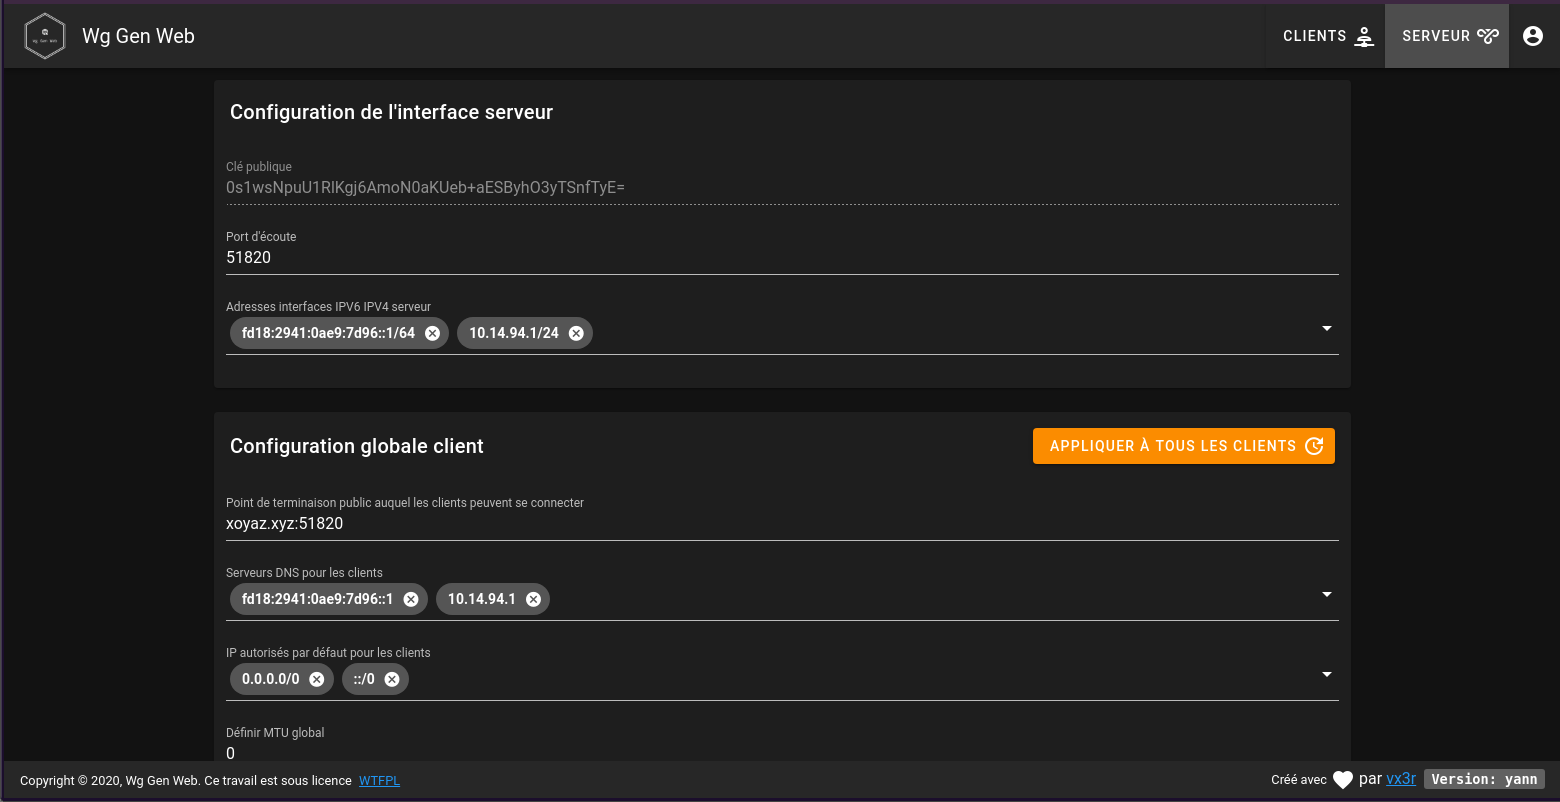 Wg Gen Web
CLIENTS
SERVEUR
Configuration de l'interface serveur
Clé publique
0s1wsNpuU1RlKgj6AmoN0aKUeb+aESByhO3yTSnfTyE=
Port d'écoute
51820
Adresses interfaces IPV6 IPV4 serveur
fd18:2941:0ae9:7d96::1/64 10.14.94.1/24
Configuration globale client
APPLIQUER À TOUS LES CLIENTS
Point de terminaison public auquel les clients peuvent se connecter
xoyaz.xyz:51820
Serveurs DNS pour les clients
fd18:2941:0ae9:7d96::1 10.14.94.1
IP autorisés par défaut pour les clients
0.0.0.0/0 ::/0
Définir MTU global
0
Copyright © 2020, Wg Gen Web. Ce travail est sous licence WTFPL
Créé avec par vx3r Version: yann